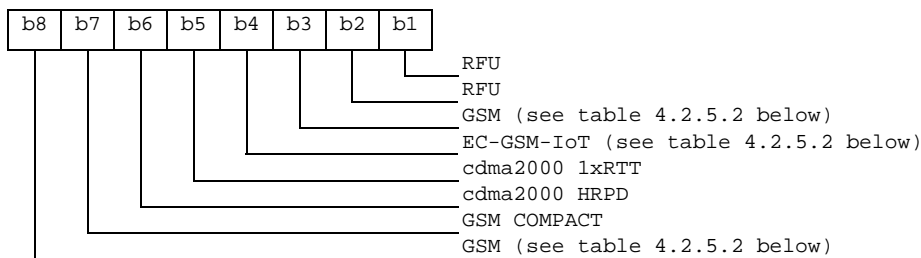 b8 b7 b6 b5 b4 b3 b2 b1
RFU
RFU
GSM (see table 4.2.5.2 below)
EC-GSM-IoT (see table 4.2.5.2 below)
cdma2000 1xRTT
cdma2000 HRPD
GSM COMPACT
GSM (see table 4.2.5.2 below)